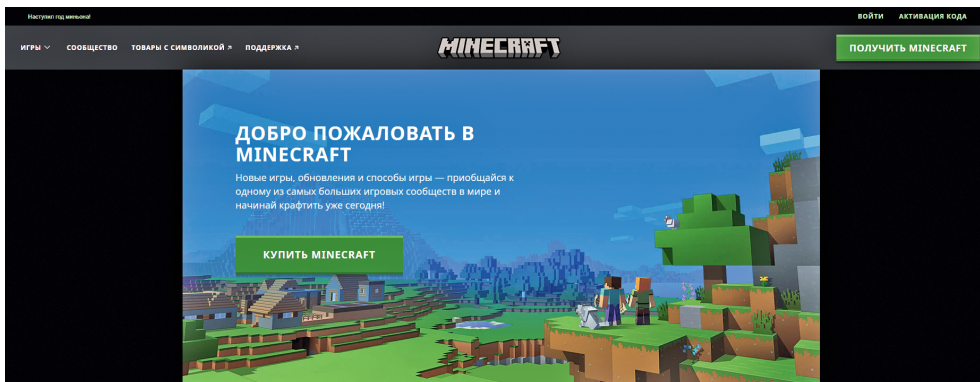 Наступил год миньона!
ВОЙТИ АКТИВАЦИЯ КОДА
ИГРЫ СООБЩЕСТВО ТОВАРЫ С СИМВОЛИКОЙ ПОДДЕРЖКА MINECRAFT ПОЛУЧИТЬ MINECRAFT
ДОБРО ПОЖАЛОВАТЬ В
MINECRAFT
Новые игры, обновления и способы игры — приобщайся к
одному из самых больших игровых сообществ в мире и
начинай крафтить уже сегодня!
КУПИТЬ MINECRAFT